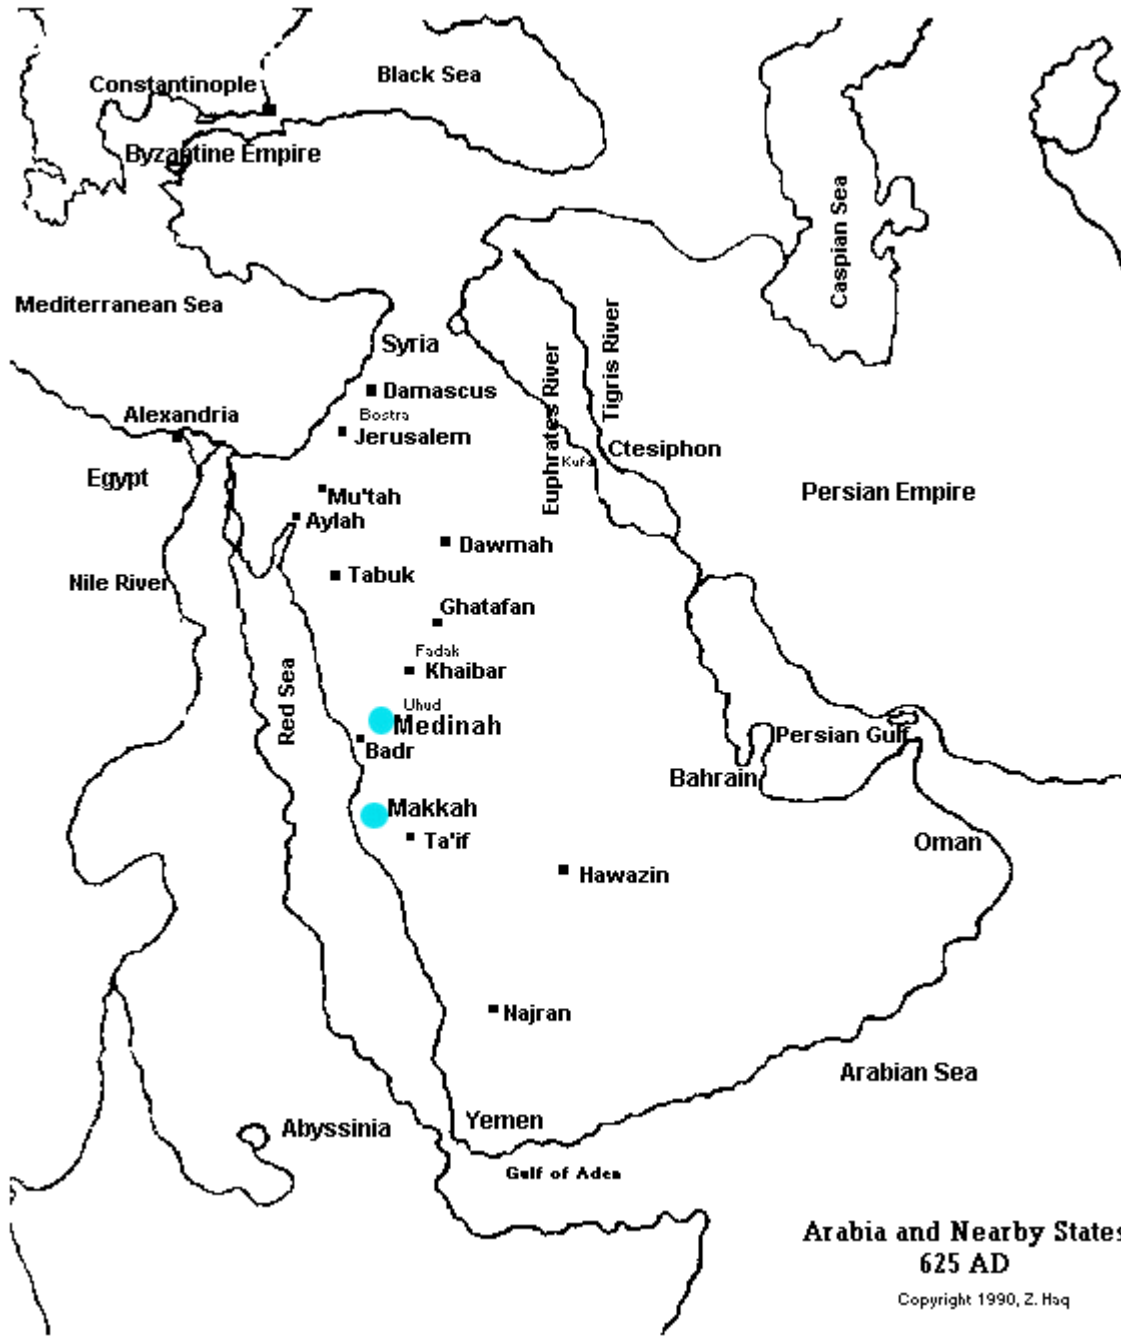 Black Sea
Constantinople
Byzantine Empire
Caspian Sea
Mediterranean Sea
Syria
Tigris River
Euphrates River
Damascus
Bostra
Alexandria
Jerusalem
Ctesiphon
Kufa
Egypt
Persian Empire
Mu'tah
Aylah
Dawmah
Nile River
Tabuk
Ghatafan
Fadak
Khaibar
Red Sea
Uhud
Medinah
Badr
Persian Gulf
Bahrain
Makkah
Ta'if
Oman
Hawazin
Najran
Arabian Sea
Abyssinia
Yemen
Gulf of Aden
Arabia and Nearby States
625 AD
Copyright 1990, Z. Haq